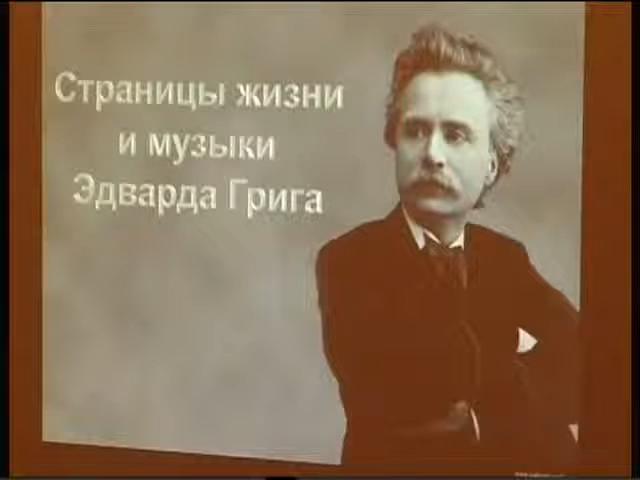 Страницы жизни
и музыки
Эдварда Грига